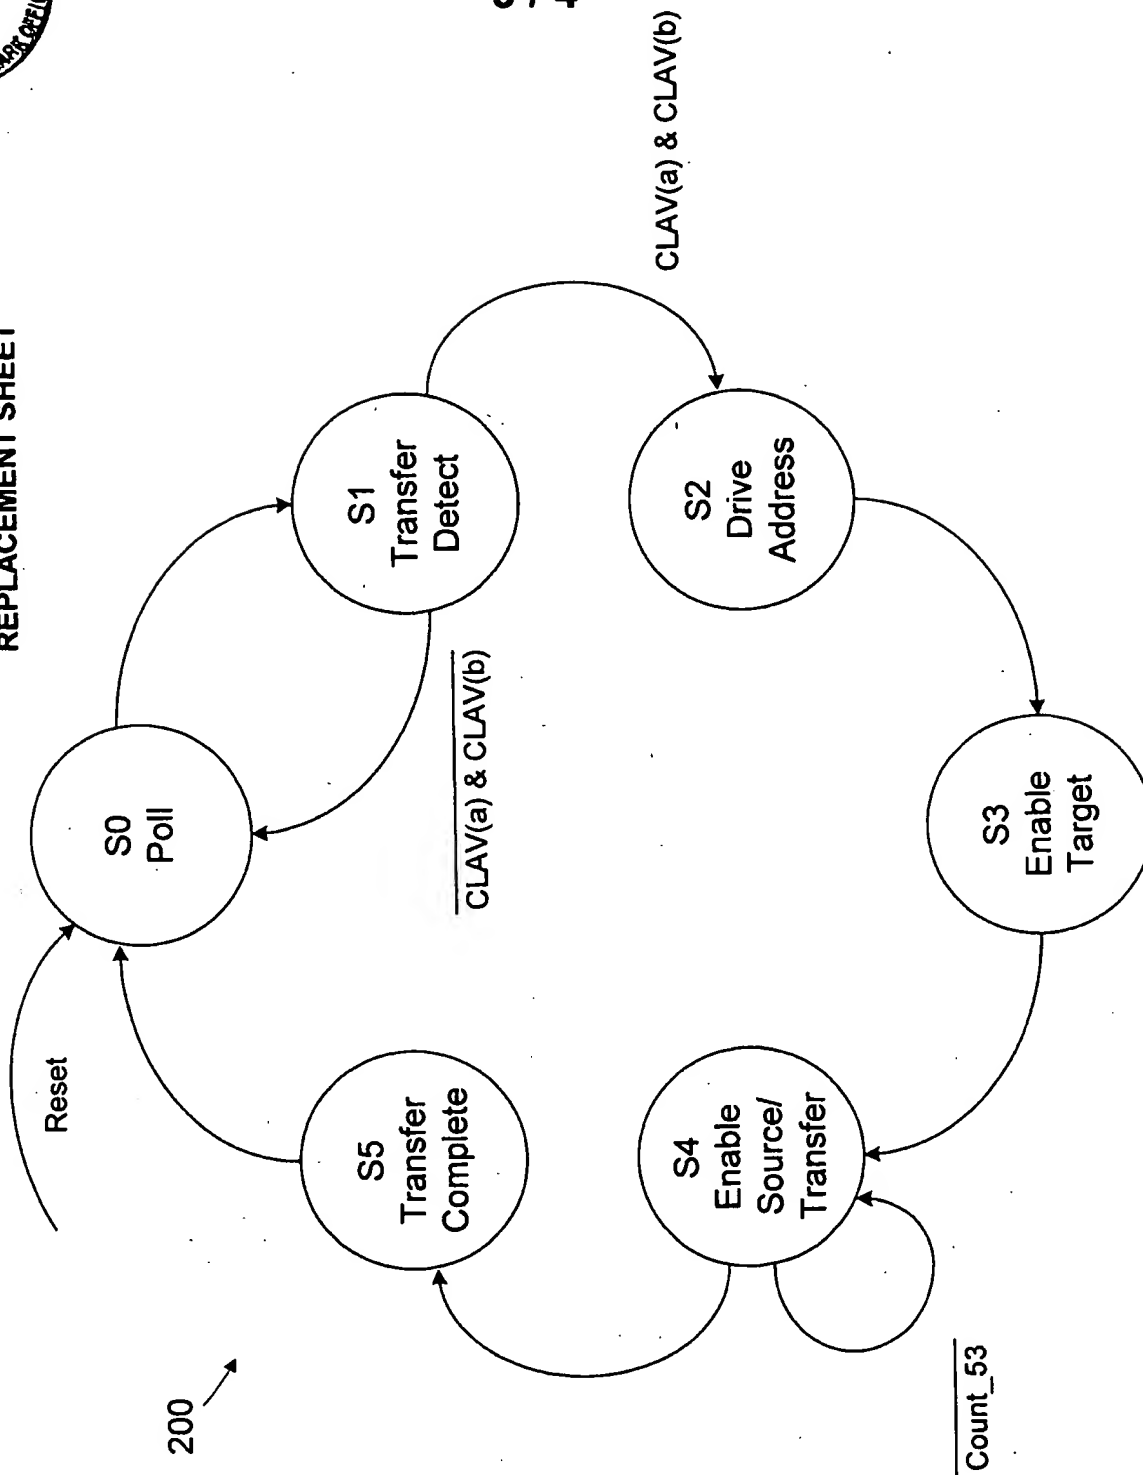 REPLACEMENT SHEET
S0
Poll
Reset
S1
Transfer
Detect
CLAV(a) & CLAV(b)
CLAV(a) & CLAV(b)
S2
Drive
Address
S3
Enable
Target
S4
Enable
Source/
Transfer
Count_53
S5
Transfer
Complete
200